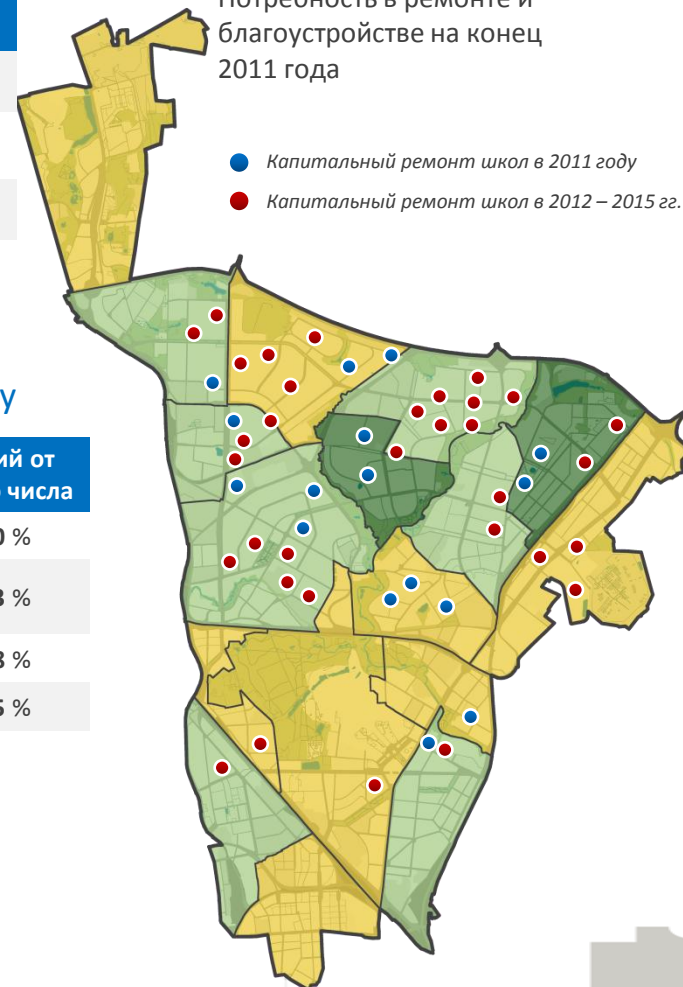 Потребность в ремонте и
благоустройстве на конец
2011 года
Капитальный ремонт школ в 2011 году
Капитальный ремонт школ в 2012 – 2015 гг.
у
ий от
числа
%
%
%
%